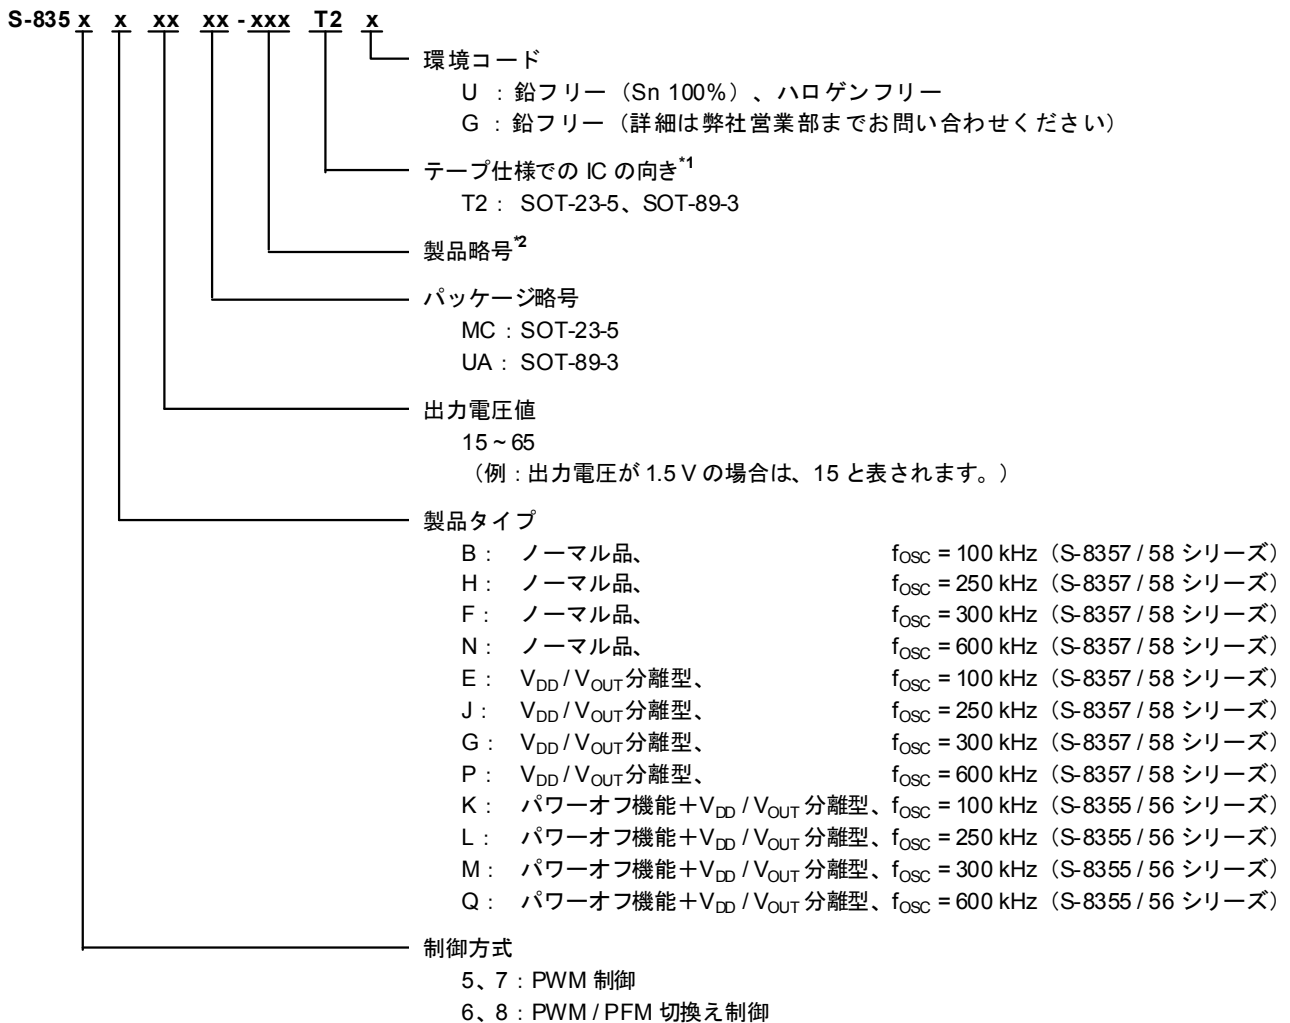 S-835 x x xx xx - xxx T2 x
環境コード
U : 鉛フリー（Sn 100%）、ハロゲンフリー
G : 鉛フリー（詳細は弊社営業部までお問い合わせください）
テープ仕様での IC の向き*1
T2 : SOT-23-5、SOT-89-3
製品略号*2
パッケージ略号
MC : SOT-23-5
UA : SOT-89-3
出力電圧値
15 ~ 65
（例 : 出力電圧が 1.5 V の場合は、15 と表されます。）
製品タイプ
B : ノーマル品、 fOSC = 100 kHz（S-8357 / 58 シリーズ）
H : ノーマル品、 fOSC = 250 kHz（S-8357 / 58 シリーズ）
F : ノーマル品、 fOSC = 300 kHz（S-8357 / 58 シリーズ）
N : ノーマル品、 fOSC = 600 kHz（S-8357 / 58 シリーズ）
E : VDD / VOUT 分離型、 fOSC = 100 kHz（S-8357 / 58 シリーズ）
J : VDD / VOUT 分離型、 fOSC = 250 kHz（S-8357 / 58 シリーズ）
G : VDD / VOUT 分離型、 fOSC = 300 kHz（S-8357 / 58 シリーズ）
P : VDD / VOUT 分離型、 fOSC = 600 kHz（S-8357 / 58 シリーズ）
K : パワーオフ機能＋VDD / VOUT 分離型、fOSC = 100 kHz（S-8355 / 56 シリーズ）
L : パワーオフ機能＋VDD / VOUT 分離型、fOSC = 250 kHz（S-8355 / 56 シリーズ）
M : パワーオフ機能＋VDD / VOUT 分離型、fOSC = 300 kHz（S-8355 / 56 シリーズ）
Q : パワーオフ機能＋VDD / VOUT 分離型、fOSC = 600 kHz（S-8355 / 56 シリーズ）
制御方式
5、7 : PWM 制御
6、8 : PWM / PFM 切換え制御